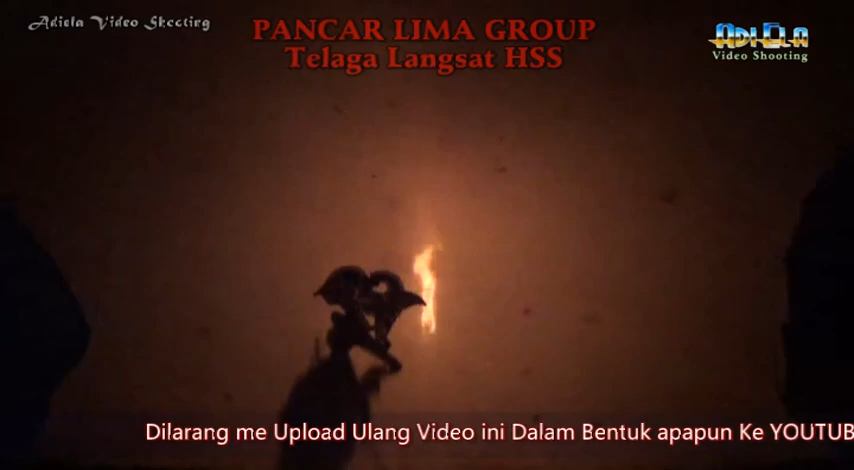 Adiela Video Shooting
PANCAR LIMA GROUP
Telaga Langsat HSS
ADIELA
Video Shooting
Dilarang me Upload Ulang Video ini Dalam Bentuk apapun Ke YOUTUB